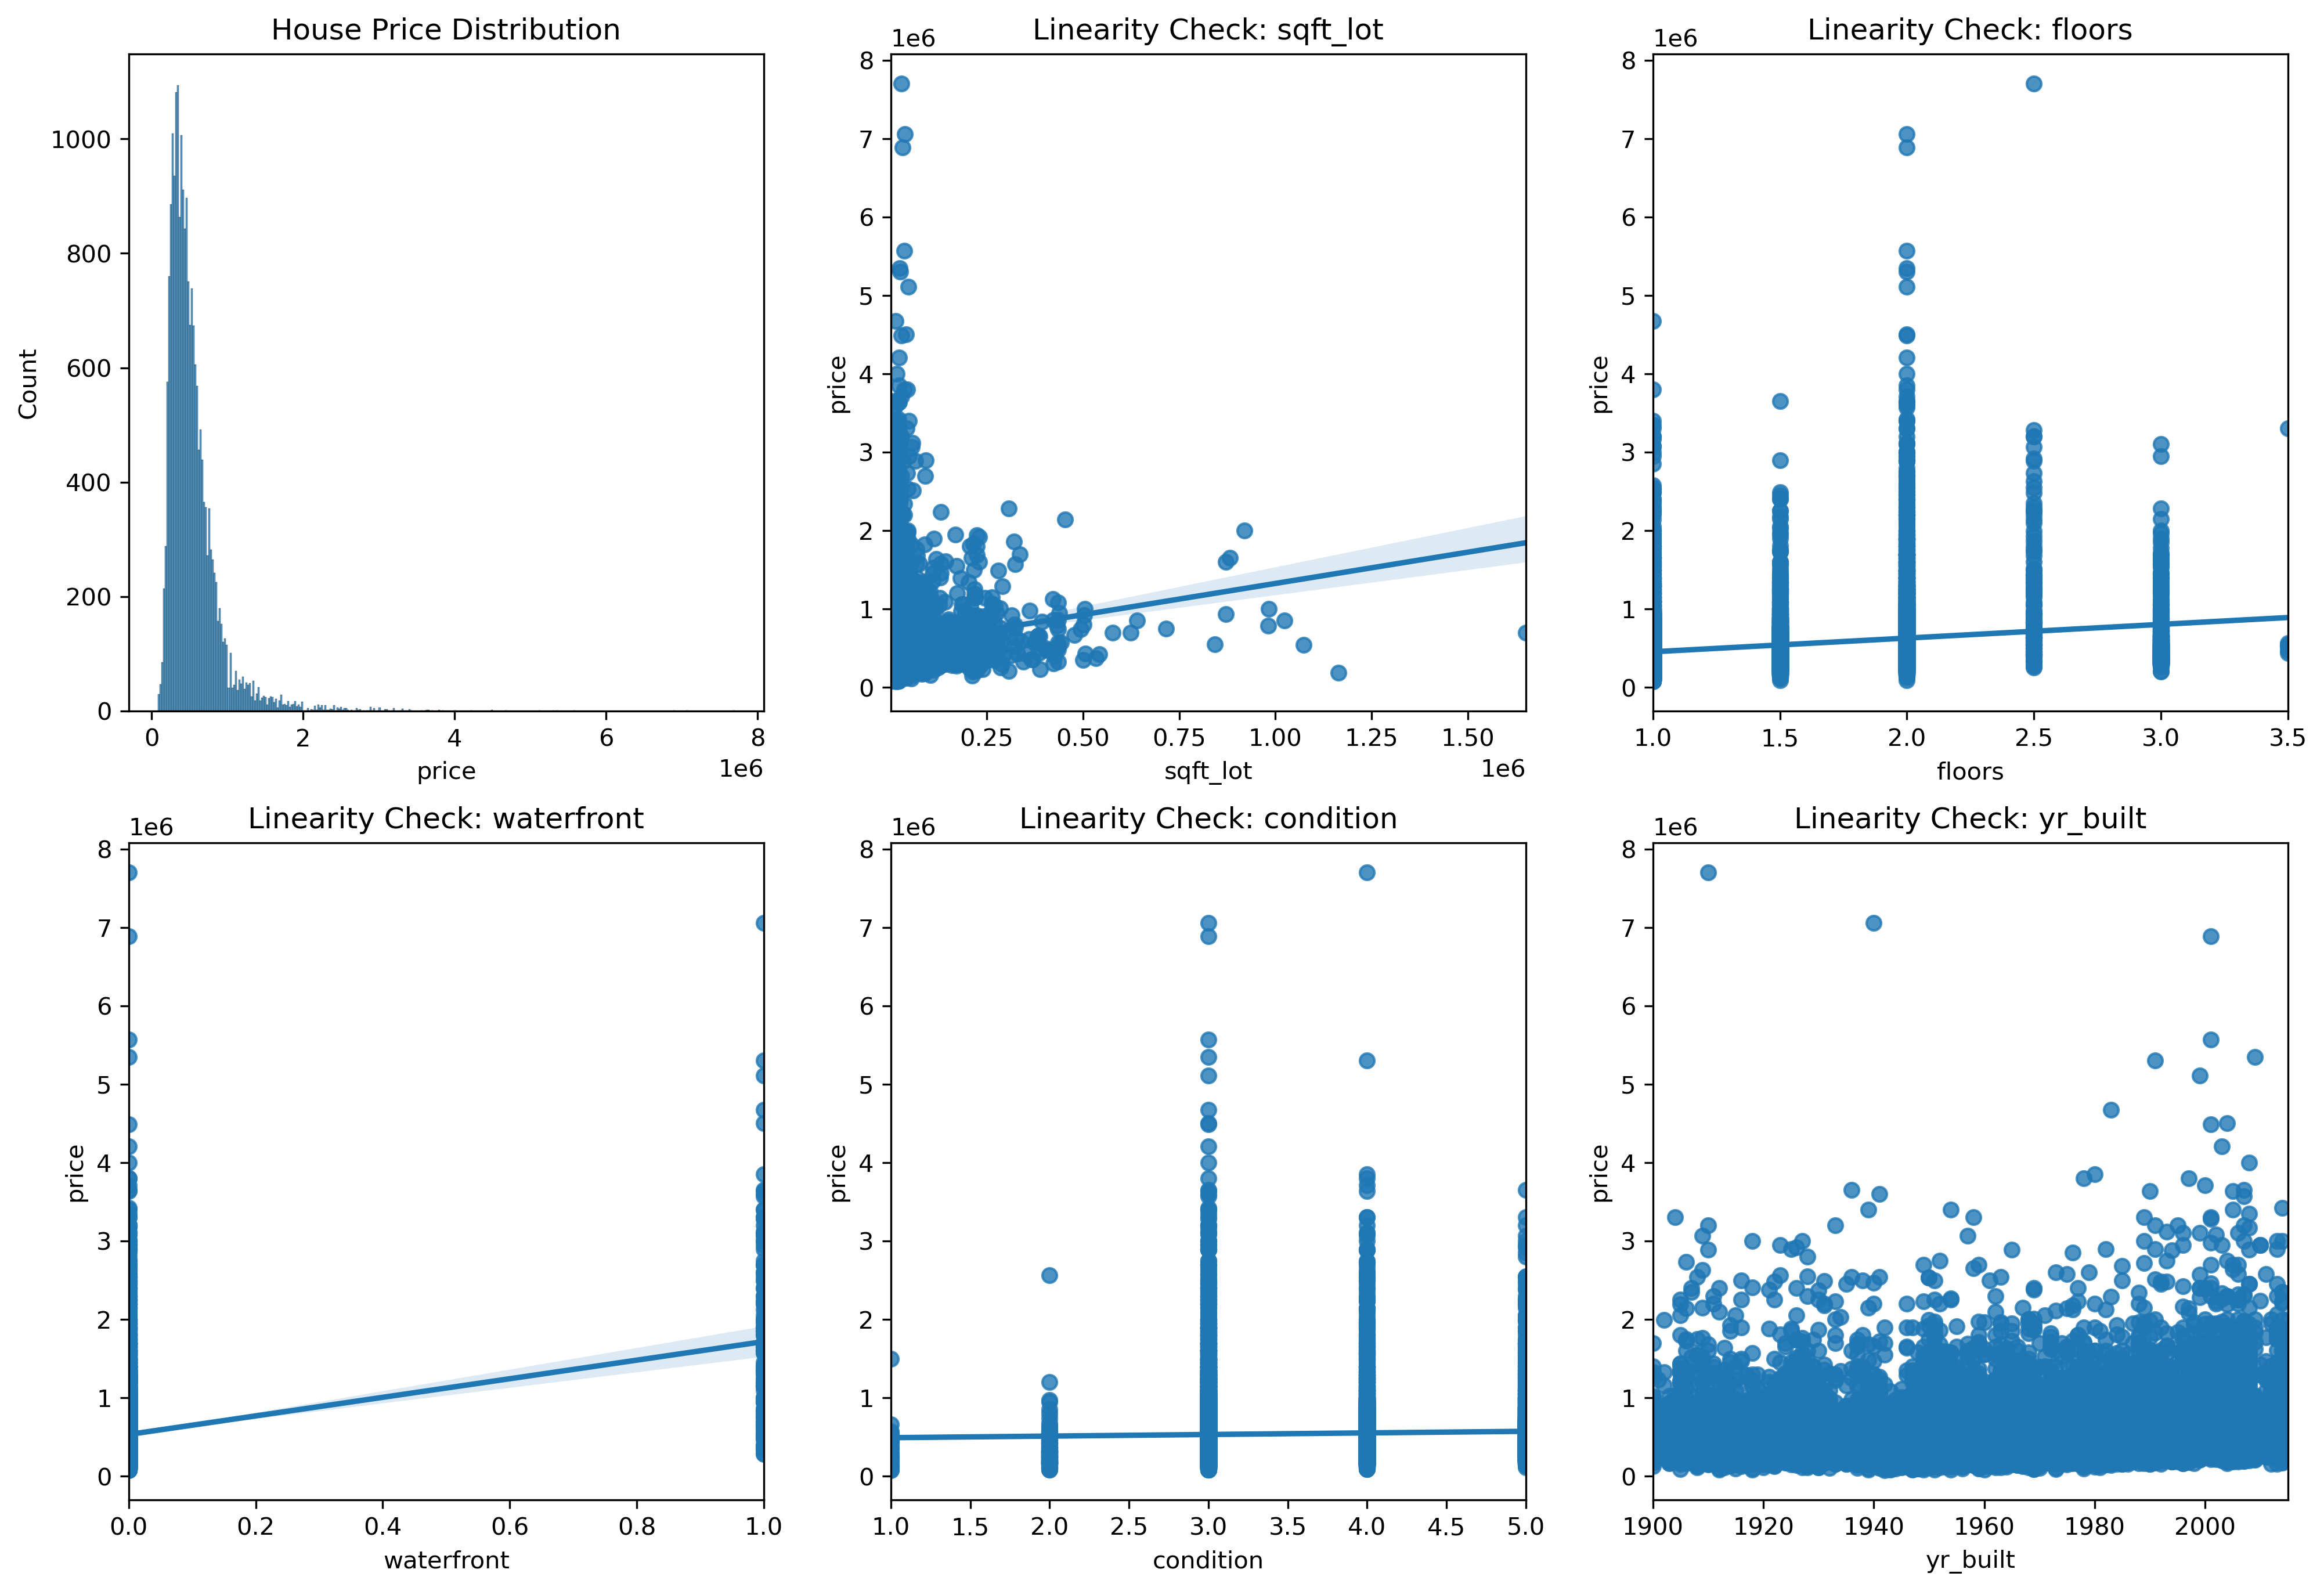 House Price Distribution
Count
1000
800
600
400
200
0
0 2 4 6 8
1e6
price
Linearity Check: sqft_lot
1e6
price
8
7
6
5
4
3
2
1
0
0.25 0.50 0.75 1.00 1.25 1.50
1e6
sqft_lot
Linearity Check: floors
1e6
price
8
7
6
5
4
3
2
1
0
1.0 1.5 2.0 2.5 3.0 3.5
floors
Linearity Check: waterfront
1e6
price
8
7
6
5
4
3
2
1
0
0.0 0.2 0.4 0.6 0.8 1.0
waterfront
Linearity Check: condition
1e6
price
8
7
6
5
4
3
2
1
0
1.0 1.5 2.0 2.5 3.0 3.5 4.0 4.5 5.0
condition
Linearity Check: yr_built
1e6
price
8
7
6
5
4
3
2
1
0
1900 1920 1940 1960 1980 2000
yr_built